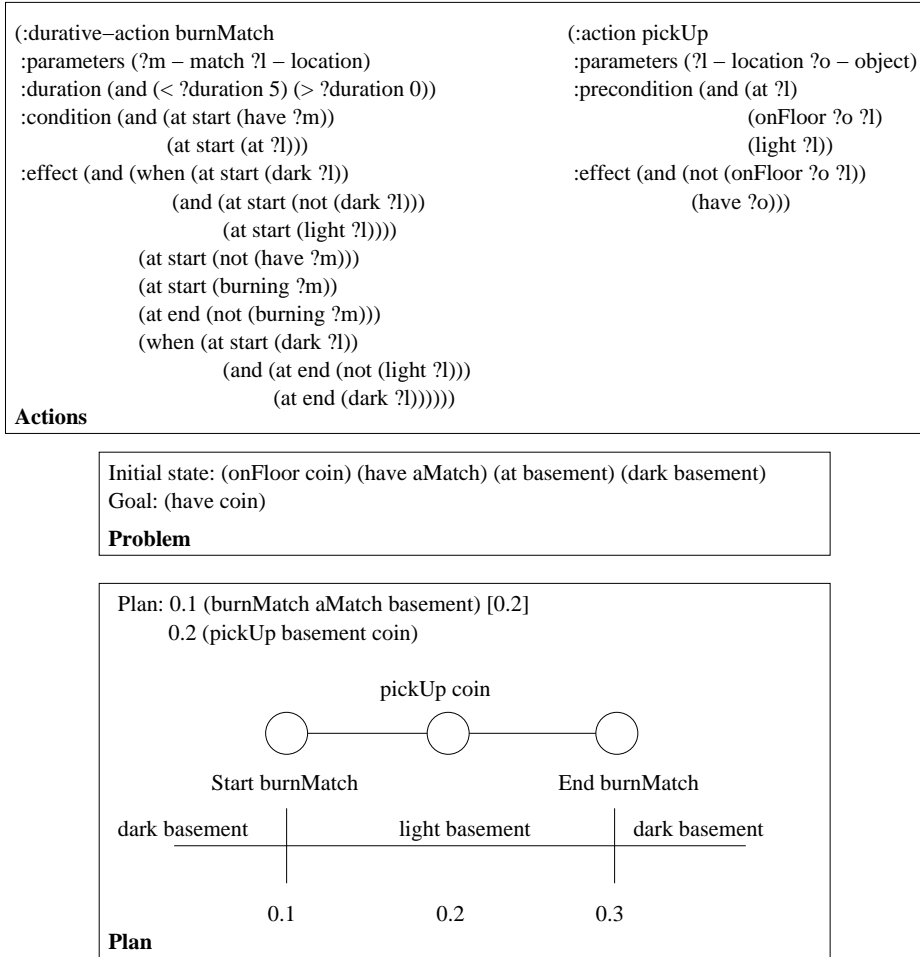 (:durative−action burnMatch
:parameters (?m – match ?l – location)
:duration (and (< ?duration 5) (> ?duration 0))
:condition (and (at start (have ?m))
(at start (at ?l)))
:effect (and (when (at start (dark ?l))
(and (at start (not (dark ?l)))
(at start (light ?l))))
(at start (not (have ?m)))
(at start (burning ?m))
(at end (not (burning ?m)))
(when (at start (dark ?l))
(and (at end (not (light ?l)))
(at end (dark ?l))))))
(:action pickUp
:parameters (?l – location ?o – object)
:precondition (and (at ?l)
(onFloor ?o ?l)
(light ?l))
:effect (and (not (onFloor ?o ?l))
(have ?o)))
Actions
Initial state: (onFloor coin) (have aMatch) (at basement) (dark basement)
Goal: (have coin)
Problem
Plan: 0.1 (burnMatch aMatch basement) [0.2]
0.2 (pickUp basement coin)
pickUp coin
Start burnMatch End burnMatch
dark basement light basement dark basement
0.1 0.2 0.3
Plan